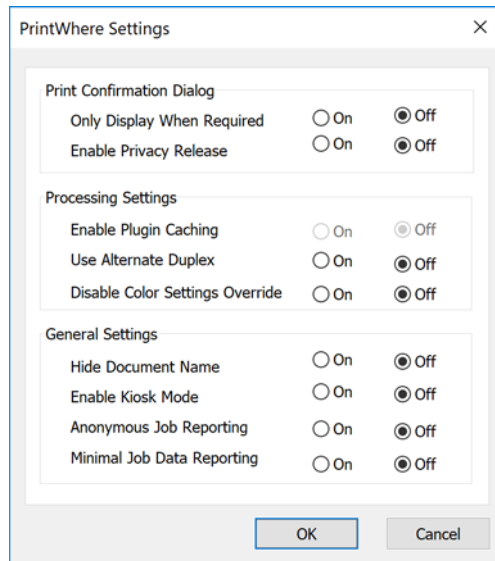 PrintWhere Settings
Print Confirmation Dialog
Only Display When Required On Off
Enable Privacy Release On Off
Processing Settings
Enable Plugin Caching On Off
Use Alternate Duplex On Off
Disable Color Settings Override On Off
General Settings
Hide Document Name On Off
Enable Kiosk Mode On Off
Anonymous Job Reporting On Off
Minimal Job Data Reporting On Off
OK Cancel